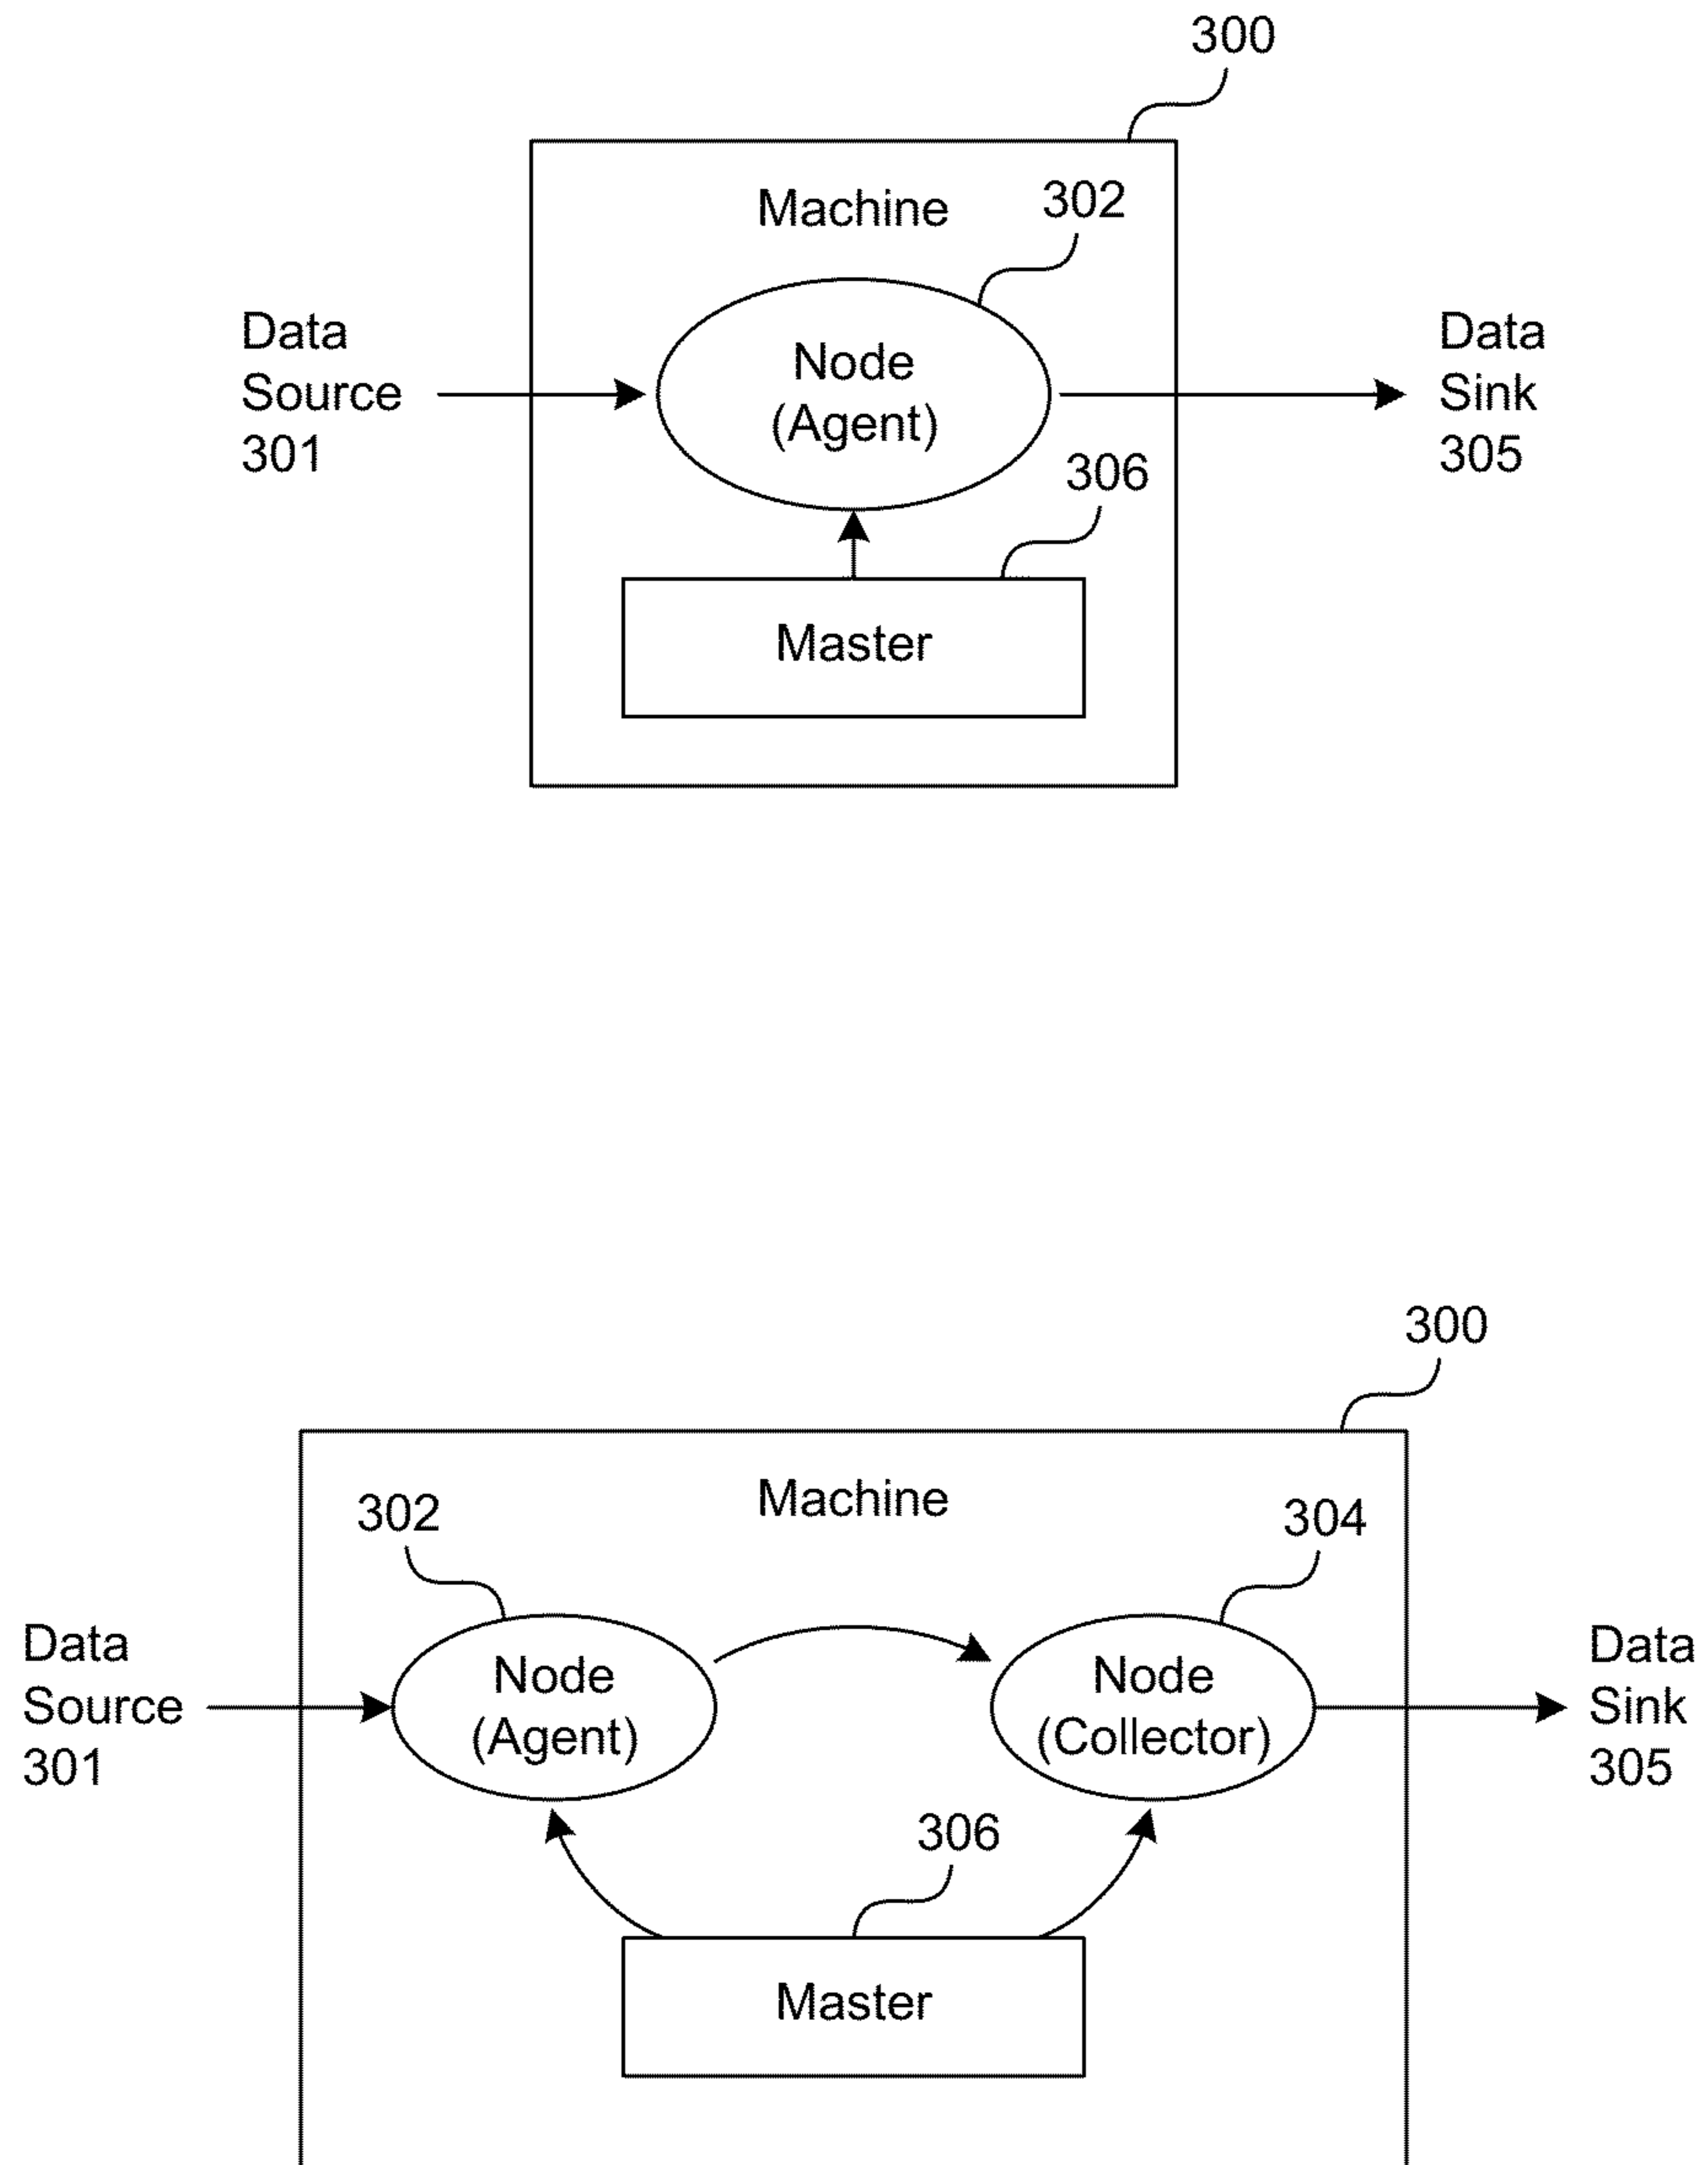 300
Machine
302
Data
Source
301
Node
(Agent)
Data
Sink
305
306
Master
300
Machine
302
304
Data
Source
301
Node
(Agent)
Node
(Collector)
Data
Sink
305
306
Master